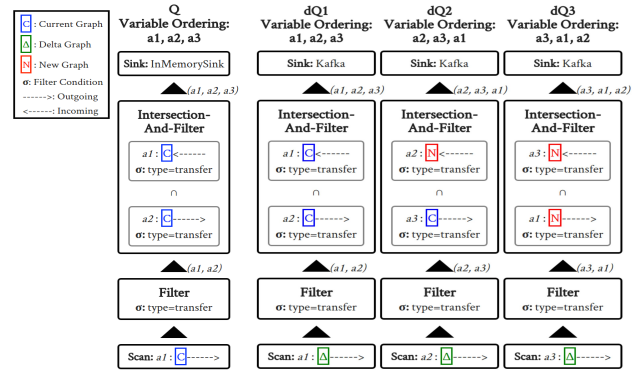 C : Current Graph
Δ : Delta Graph
N : New Graph
σ: Filter Condition
------>: Outgoing
<------: Incoming
Q
Variable Ordering:
a1, a2, a3
Sink: InMemorySink
(a1, a2, a3)
Intersection-
And-Filter
a1 : C<------
σ: type=transfer
∩
a2 : C------>
σ: type=transfer
(a1, a2)
Filter
σ: type=transfer
Scan: a1 : C------>
dQ1
Variable Ordering:
a1, a2, a3
Sink: Kafka
(a1, a2, a3)
Intersection-
And-Filter
a1 : C<------
σ: type=transfer
∩
a2 : C------>
σ: type=transfer
(a1, a2)
Filter
σ: type=transfer
Scan: a1 : Δ------>
dQ2
Variable Ordering:
a2, a3, a1
Sink: Kafka
(a2, a3, a1)
Intersection-
And-Filter
a2 : N<------
σ: type=transfer
∩
a3 : C------>
σ: type=transfer
(a2, a3)
Filter
σ: type=transfer
Scan: a2 : Δ------>
dQ3
Variable Ordering:
a3, a1, a2
Sink: Kafka
(a3, a1, a2)
Intersection-
And-Filter
a3 : N<------
σ: type=transfer
∩
a1 : N------>
σ: type=transfer
(a3, a1)
Filter
σ: type=transfer
Scan: a3 : Δ------>